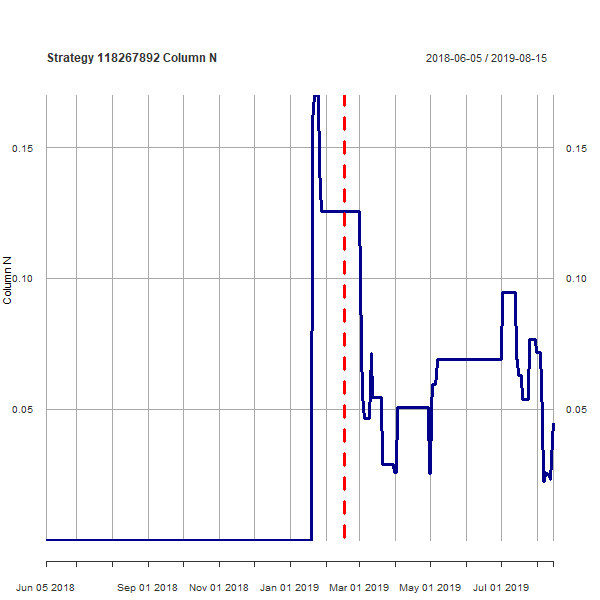 Strategy 118267892 Column N
2018-06-05 / 2019-08-15
0.15
0.15
0.10
0.10
0.05
0.05
Column N
Jun 05 2018
Sep 01 2018
Nov 01 2018
Jan 01 2019
Mar 01 2019
May 01 2019
Jul 01 2019